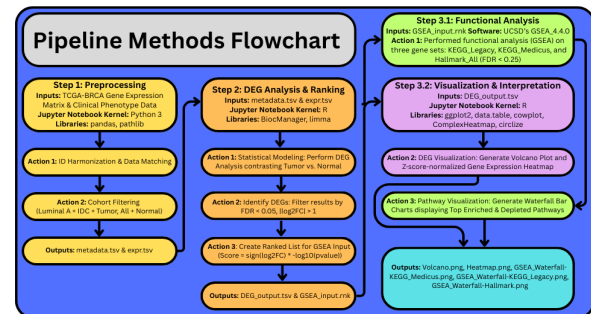 Pipeline Methods Flowchart
Step 1: Preprocessing
Inputs: TCGA-BRCA Gene Expression
Matrix & Clinical Phenotype Data
Jupyter Notebook Kernel: Python 3
Libraries: pandas, pathlib
Action 1: ID Harmonization & Data Matching
Action 2: Cohort Filtering
(Luminal A + IDC + Tumor, All + Normal)
Outputs: metadata.tsv & expr.tsv
Step 2: DEG Analysis & Ranking
Inputs: metadata.tsv & expr.tsv
Jupyter Notebook Kernel: R
Libraries: BiocManager, limma
Action 1: Statistical Modeling: Perform DEG
Analysis contrasting Tumor vs. Normal
Action 2: Identify DEGs: Filter results by
FDR < 0.05, |log2FC| > 1
Action 3: Create Ranked List for GSEA Input
(Score = sign(log2FC) * -log10(pvalue))
Outputs: DEG_output.tsv & GSEA_input.rnk
Step 3.1: Functional Analysis
Inputs: GSEA_input.rnk Software: UCSD's GSEA_4.4.0
Action 1: Performed functional analysis (GSEA) on
three gene sets: KEGG_Legacy, KEGG_Medicus, and
Hallmark_All (FDR < 0.25)
Step 3.2: Visualization & Interpretation
Inputs: DEG_output.tsv
Jupyter Notebook Kernel: R
Libraries: ggplot2, data.table, cowplot,
ComplexHeatmap, circlize
Action 2: DEG Visualization: Generate Volcano Plot and
Z-score-normalized Gene Expression Heatmap
Action 3: Pathway Visualization: Generate Waterfall Bar
Charts displaying Top Enriched & Depleted Pathways
Outputs: Volcano.png, Heatmap.png, GSEA_Waterfall-
KEGG_Medicus.png, GSEA_Waterfall-KEGG_Legacy.png,
GSEA_Waterfall-Hallmark.png